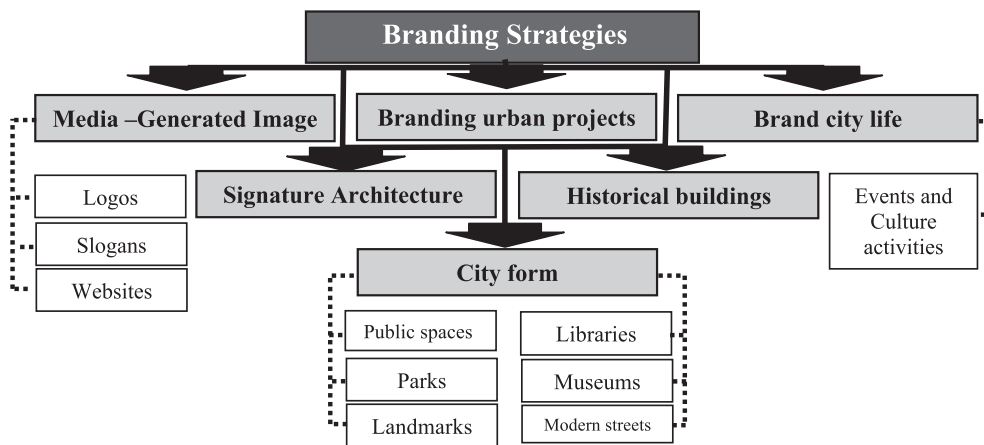 Branding Strategies
Media –Generated Image
Branding urban projects
Brand city life
Signature Architecture
Historical buildings
Logos
Slogans
Websites
Events and
Culture
activities
City form
Public spaces
Libraries
Parks
Museums
Landmarks
Modern streets